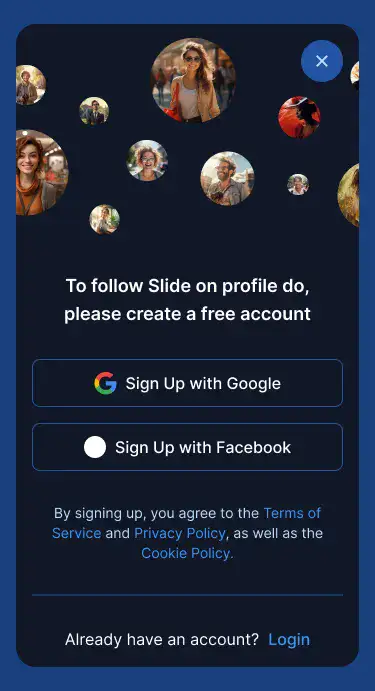 To follow Slide on profile do,
please create a free account
Sign Up with Google
Sign Up with Facebook
By signing up, you agree to the Terms of
Service and Privacy Policy, as well as the
Cookie Policy.
Already have an account? Login